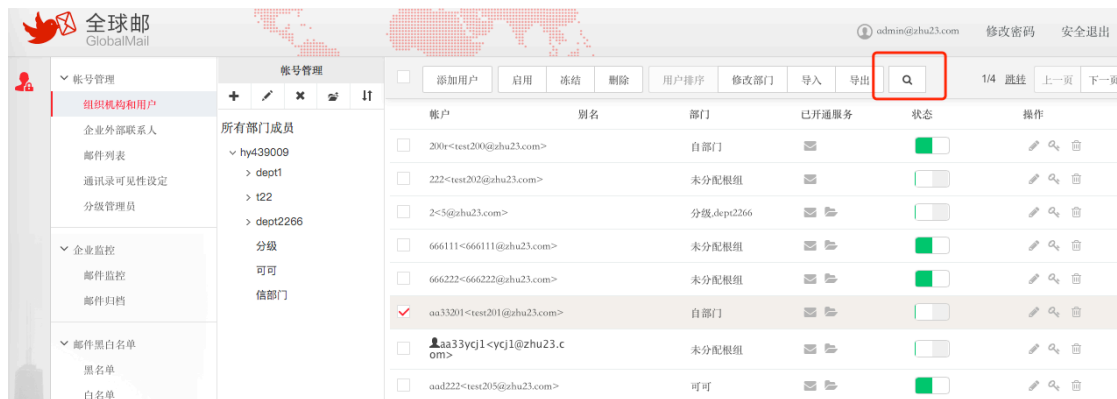 全球邮
GlobalMail
admin@zhu23.com 修改密码 安全退出
帐号管理
组织机构和用户
企业外部联系人
邮件列表
通讯录可见性设定
分级管理员
企业监控
邮件监控
邮件归档
邮件黑白名单
黑名单
白名单
帐号管理
所有部门成员
hy439009
dept1
t22
dept2266
分级
可可
信部门
添加用户 启用 冻结 删除 用户排序 修改部门 导入 导出 1/4 跳转 上一页 下一页
帐户 别名 部门 已开通服务 状态 操作
200r<test200@zhu23.com> 自部门
222<test202@zhu23.com> 未分配根组
2<5@zhu23.com> 分级,dept2266
666111<666111@zhu23.com> 未分配根组
666222<666222@zhu23.com> 未分配根组
aa33201<test201@zhu23.com> 自部门
aa33ycj1<ycj1@zhu23.c
om> 未分配根组
aad222<test205@zhu23.com> 可可